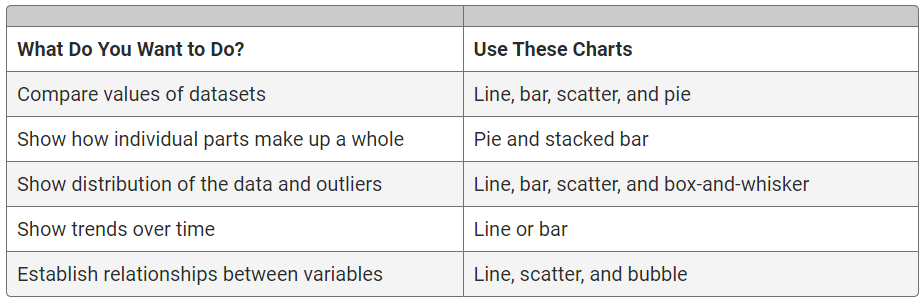 What Do You Want to Do? Use These Charts
Compare values of datasets Line, bar, scatter, and pie
Show how individual parts make up a whole Pie and stacked bar
Show distribution of the data and outliers Line, bar, scatter, and box-and-whisker
Show trends over time Line or bar
Establish relationships between variables Line, scatter, and bubble